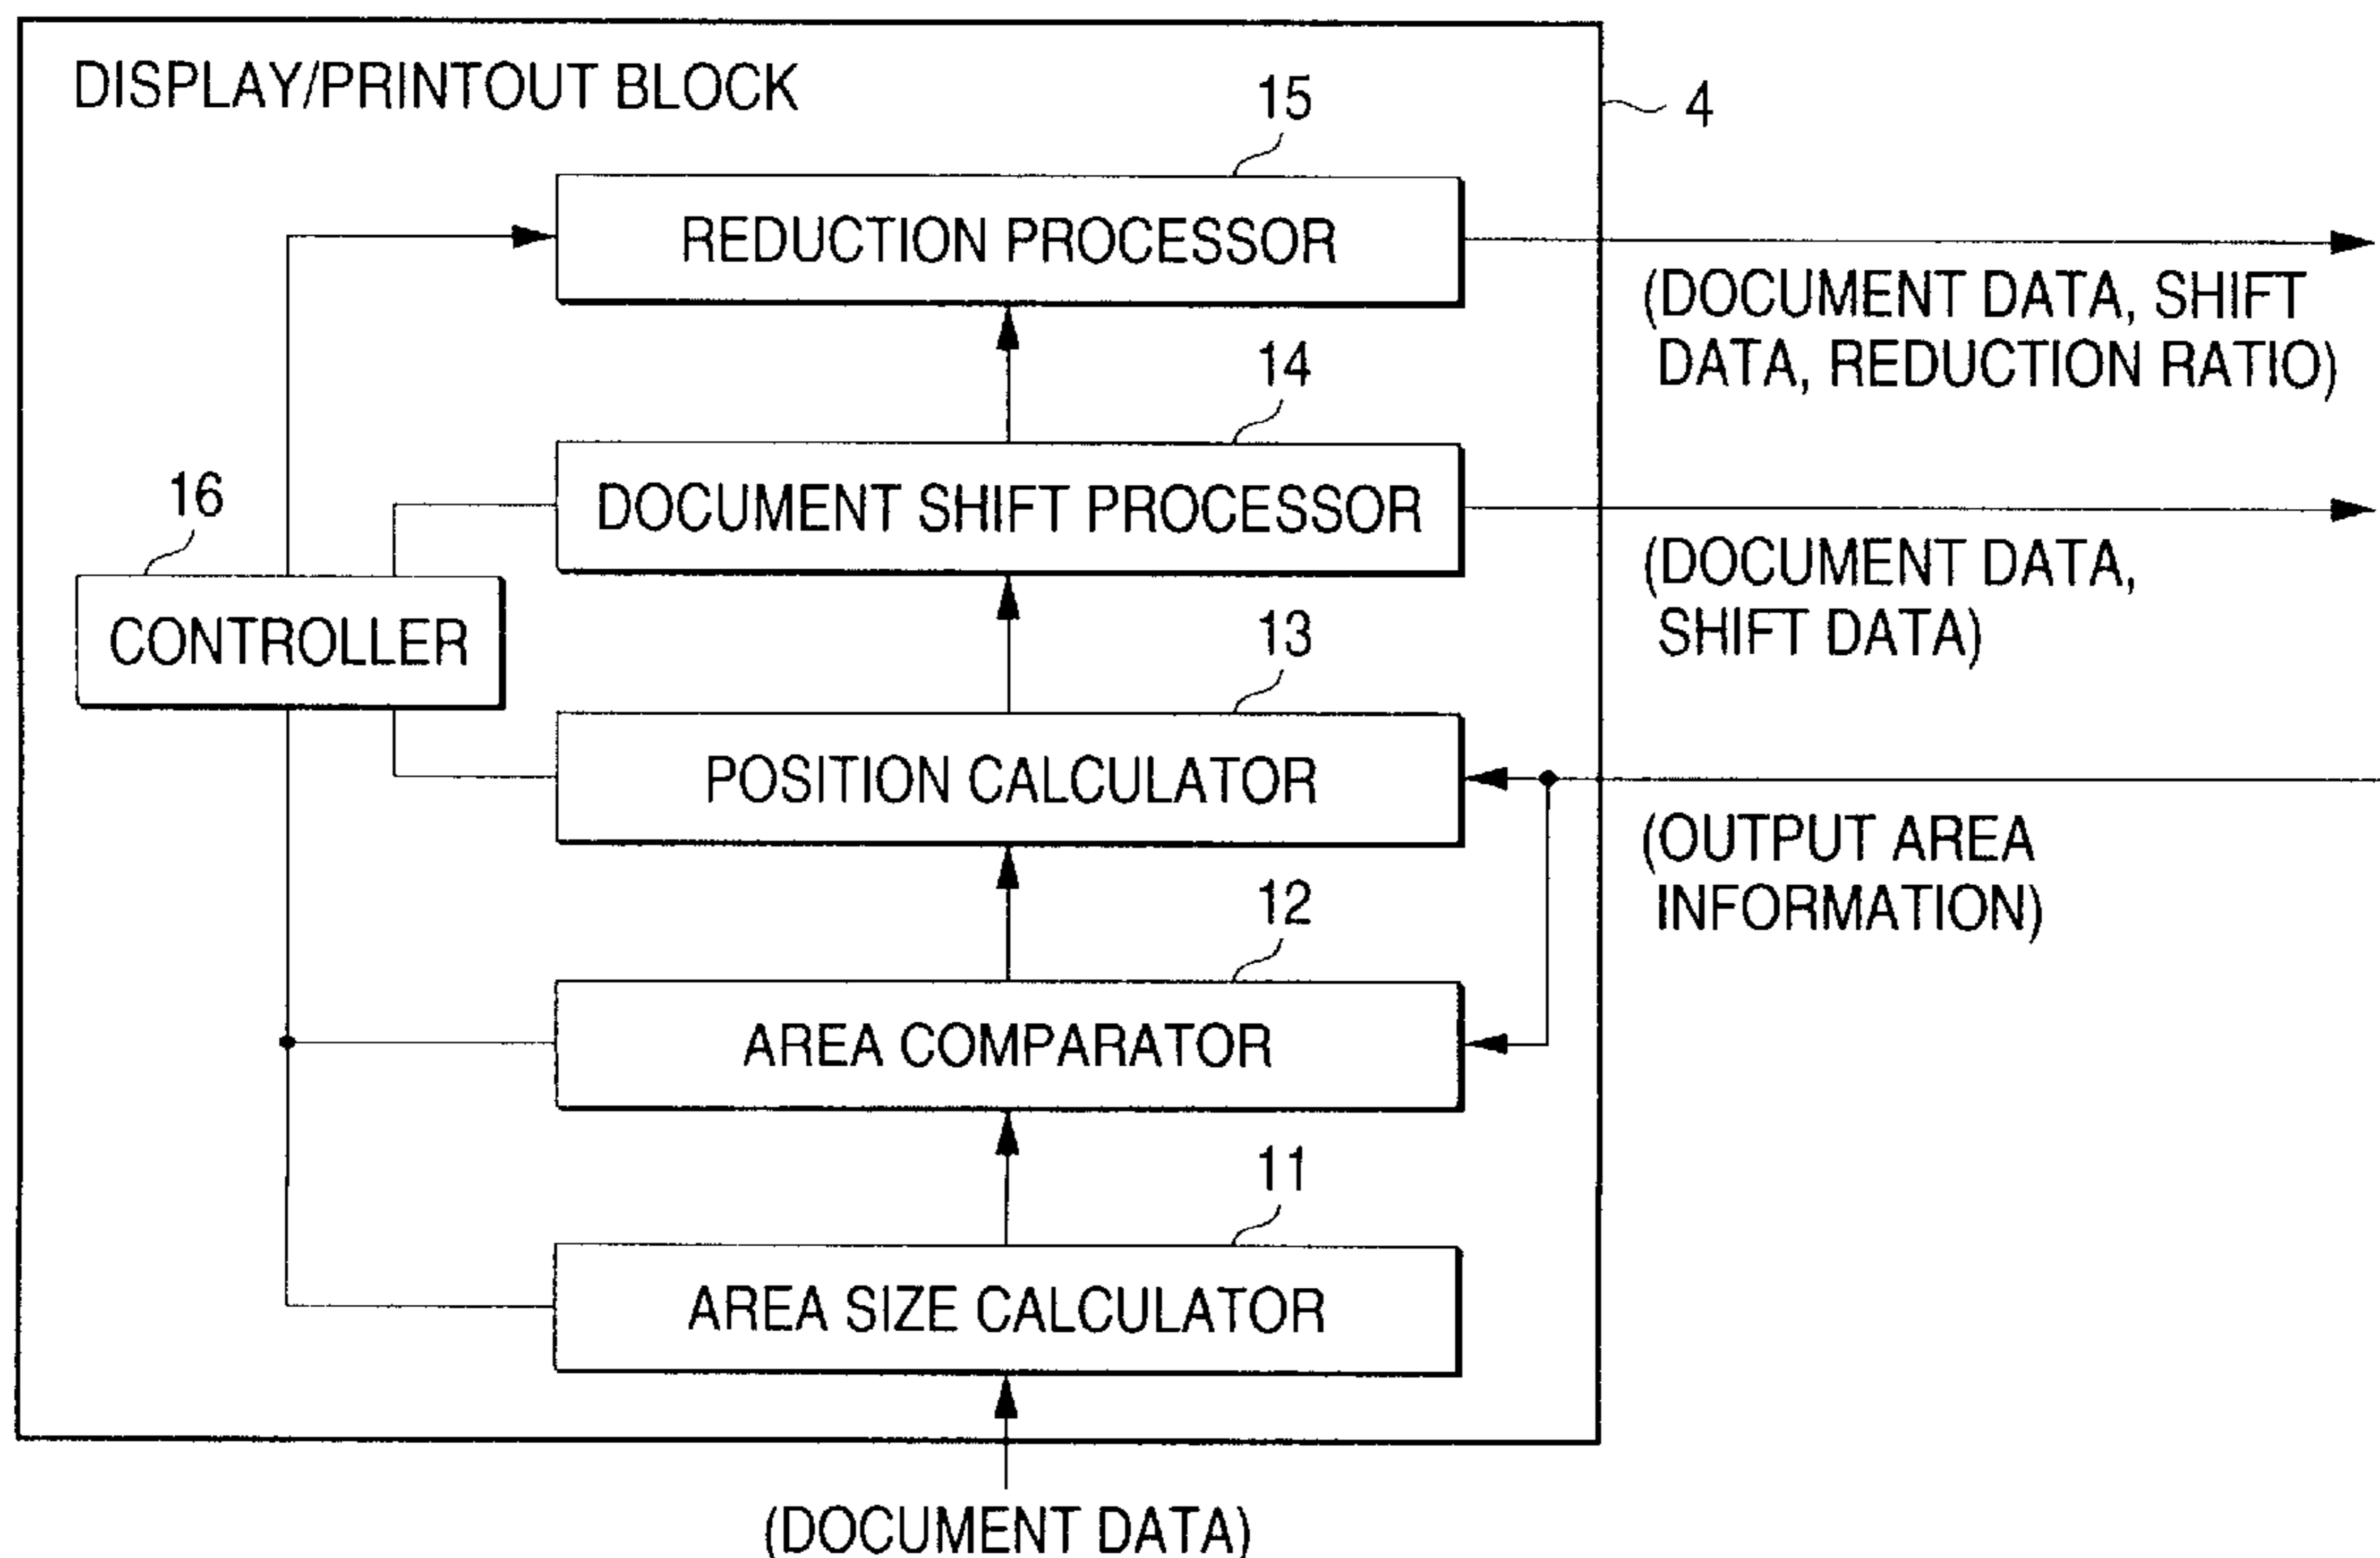 DISPLAY/PRINTOUT BLOCK
4
15
REDUCTION PROCESSOR
(DOCUMENT DATA, SHIFT
DATA, REDUCTION RATIO)
14
DOCUMENT SHIFT PROCESSOR
(DOCUMENT DATA,
SHIFT DATA)
16
CONTROLLER
13
POSITION CALCULATOR
(OUTPUT AREA
INFORMATION)
12
AREA COMPARATOR
11
AREA SIZE CALCULATOR
(DOCUMENT DATA)